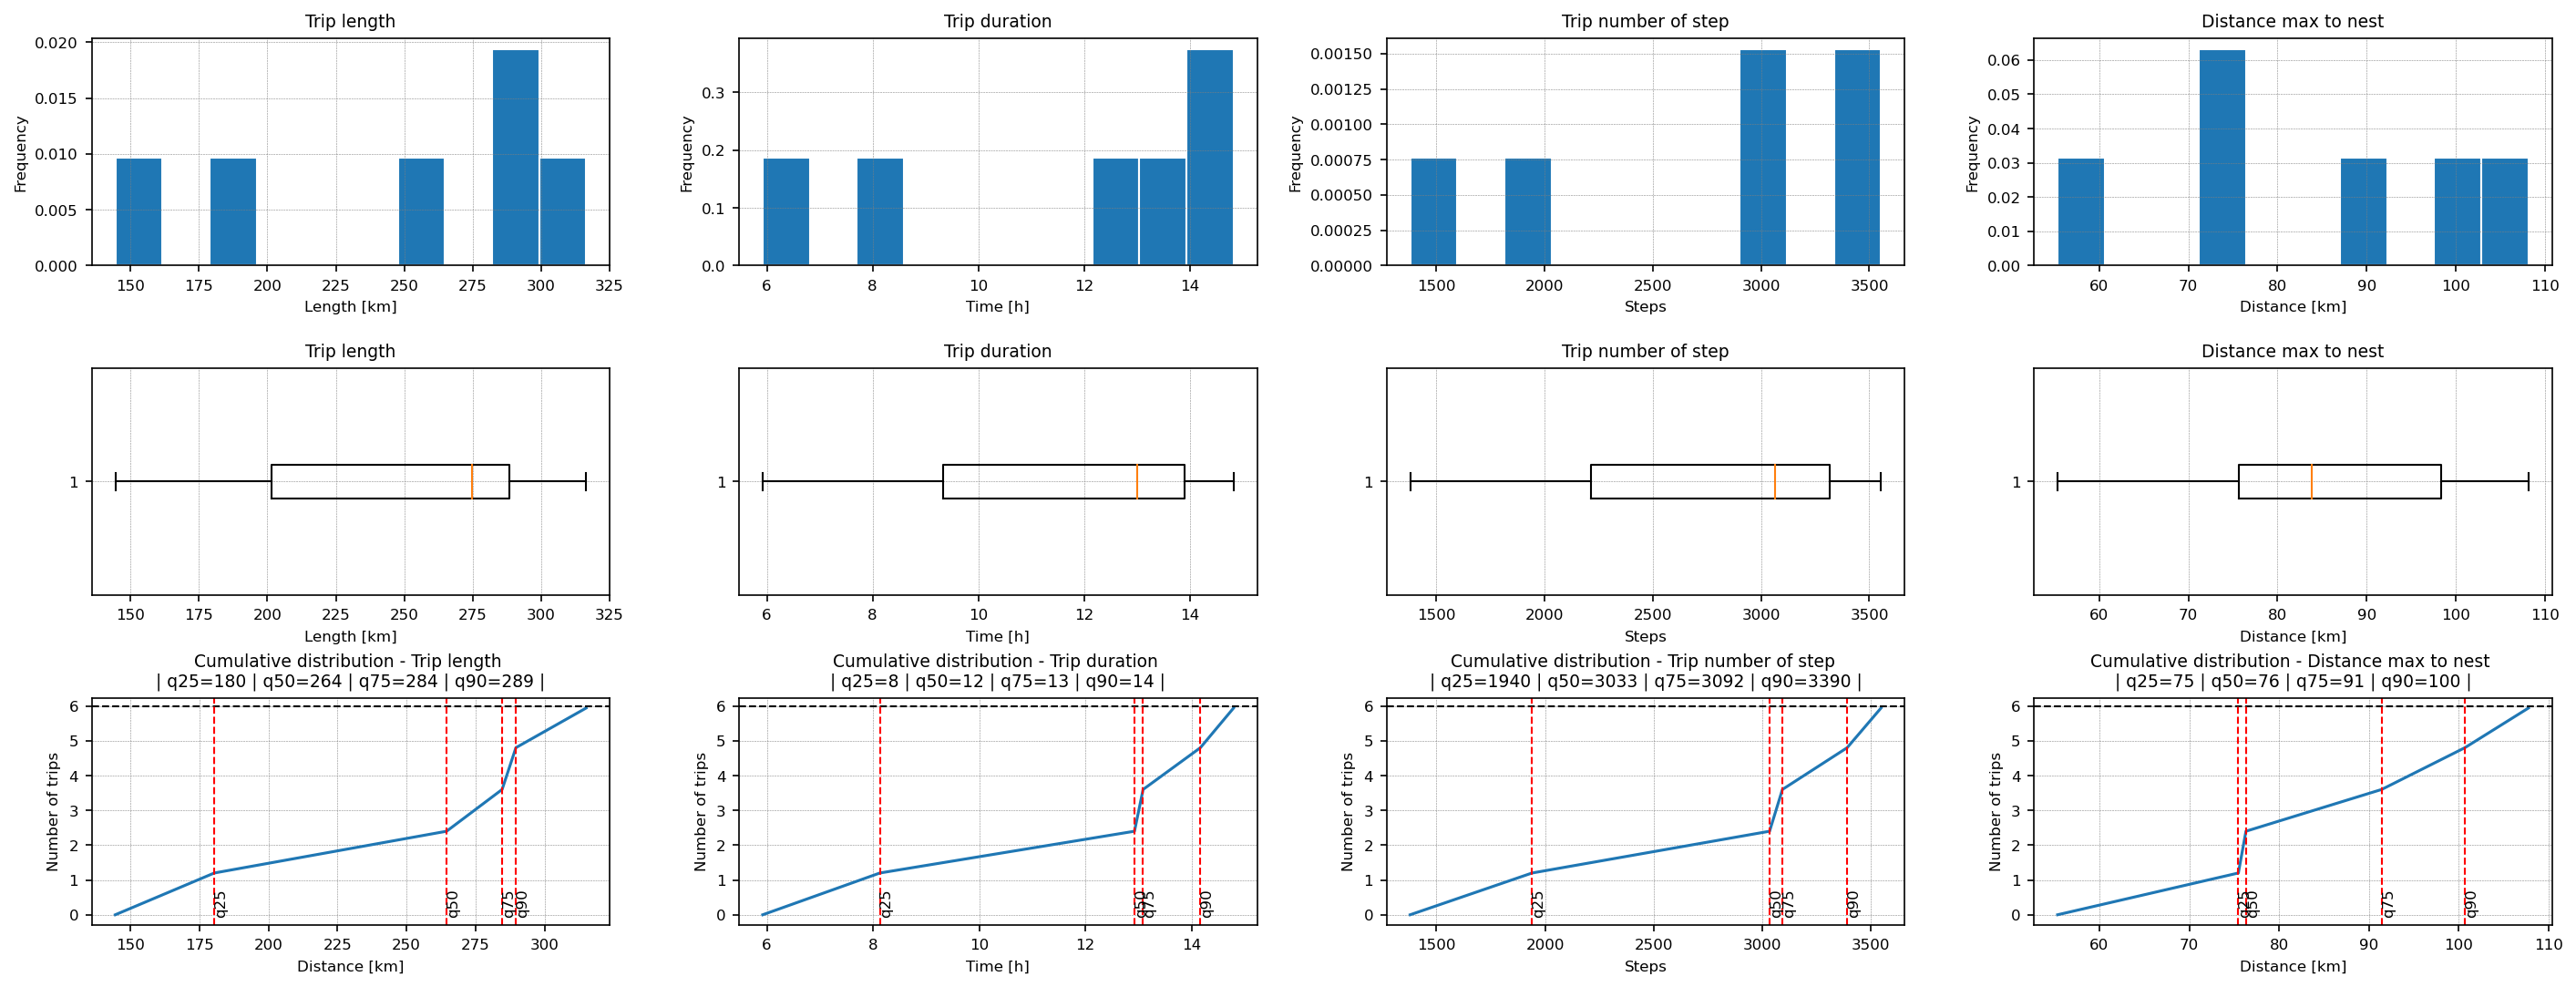 Trip length
0.020
0.015
0.010
0.005
0.000
Frequency
150 175 200 225 250 275 300 325
Length [km]
Trip duration
0.3
0.2
0.1
0.0
Frequency
6 8 10 12 14
Time [h]
Trip number of step
0.00150
0.00125
0.00100
0.00075
0.00050
0.00025
0.00000
Frequency
1500 2000 2500 3000 3500
Steps
Distance max to nest
0.06
0.05
0.04
0.03
0.02
0.01
0.00
Frequency
60 70 80 90 100 110
Distance [km]
Trip length
1
150 175 200 225 250 275 300 325
Length [km]
Trip duration
1
6 8 10 12 14
Time [h]
Trip number of step
1
1500 2000 2500 3000 3500
Steps
Distance max to nest
1
60 70 80 90 100 110
Distance [km]
Cumulative distribution - Trip length
| q25=180 | q50=264 | q75=284 | q90=289 |
6
5
4
3
2
1
0
Number of trips
q25 q50 q75 q90
150 175 200 225 250 275 300
Distance [km]
Cumulative distribution - Trip duration
| q25=8 | q50=12 | q75=13 | q90=14 |
6
5
4
3
2
1
0
Number of trips
q25 q50 q75 q90
6 8 10 12 14
Time [h]
Cumulative distribution - Trip number of step
| q25=1940 | q50=3033 | q75=3092 | q90=3390 |
6
5
4
3
2
1
0
Number of trips
q25 q50 q75 q90
1500 2000 2500 3000 3500
Steps
Cumulative distribution - Distance max to nest
| q25=75 | q50=76 | q75=91 | q90=100 |
6
5
4
3
2
1
0
Number of trips
q25 q50 q75 q90
60 70 80 90 100 110
Distance [km]